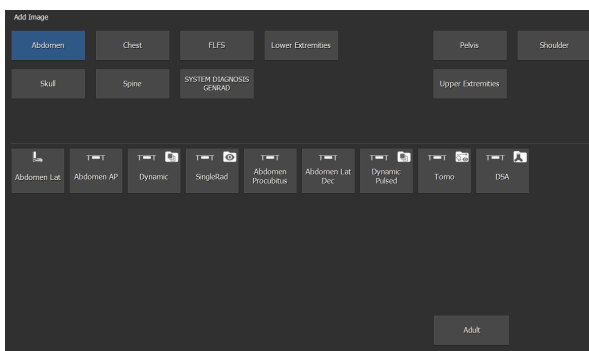 Add Image
Abdomen
Chest
FLFS
Lower Extremities
Pelvis
Shoulder
Skull
Spine
SYSTEM DIAGNOSIS
GENRAD
Upper Extremities
Abdomen Lat
Abdomen AP
Dynamic
SingleRad
Abdomen
Procubitus
Abdomen Lat
Dec
Dynamic
Pulsed
Tomo
DSA
Adult